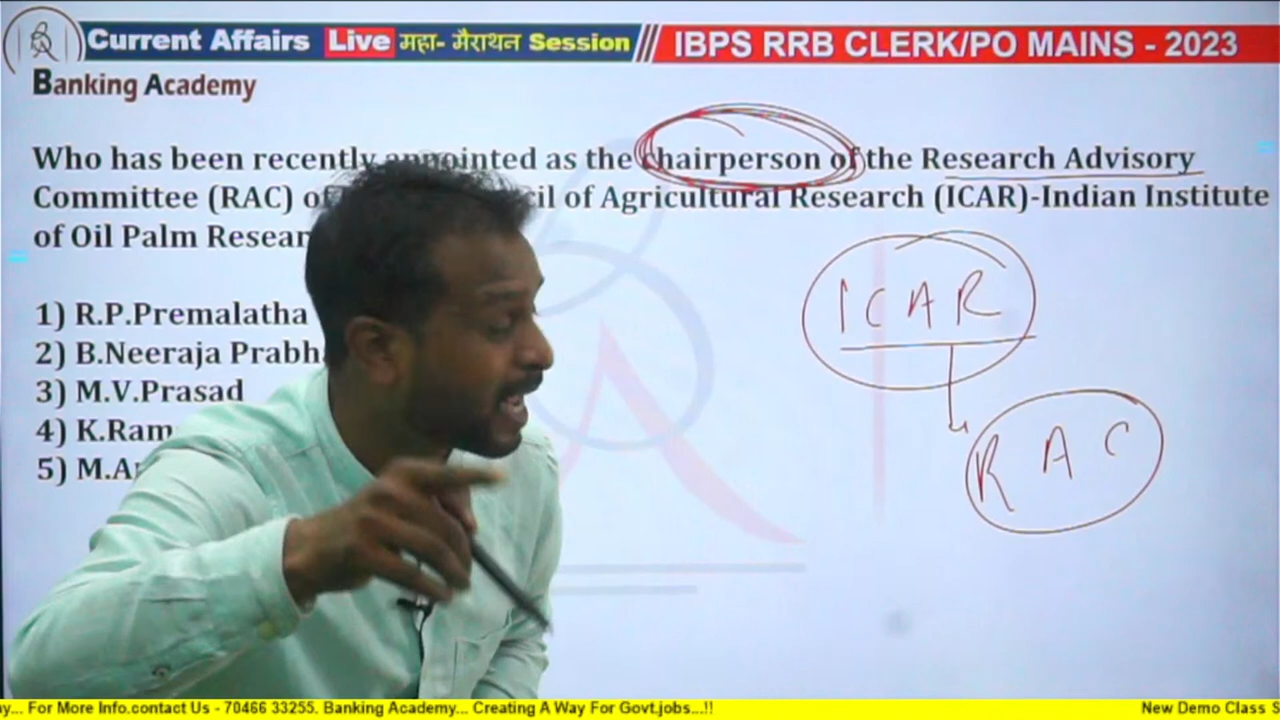 Current Affairs Live महा- मैराथन Session // IBPS RRB CLERK/PO MAINS - 2023
Banking Academy
Who has been recently appointed as the chairperson of the Research Advisory
Committee (RAC) of il of Agricultural Research (ICAR)-Indian Institute
of Oil Palm Resear
1) R.P.Premalatha
2) B.Neeraja Prabh
3) M.V.Prasad
4) K.Ram
5) M.A
ICAR
RAC
y... For More Info.contact Us - 70466 33255. Banking Academy... Creating A Way For Govt.jobs...!! New Demo Class S